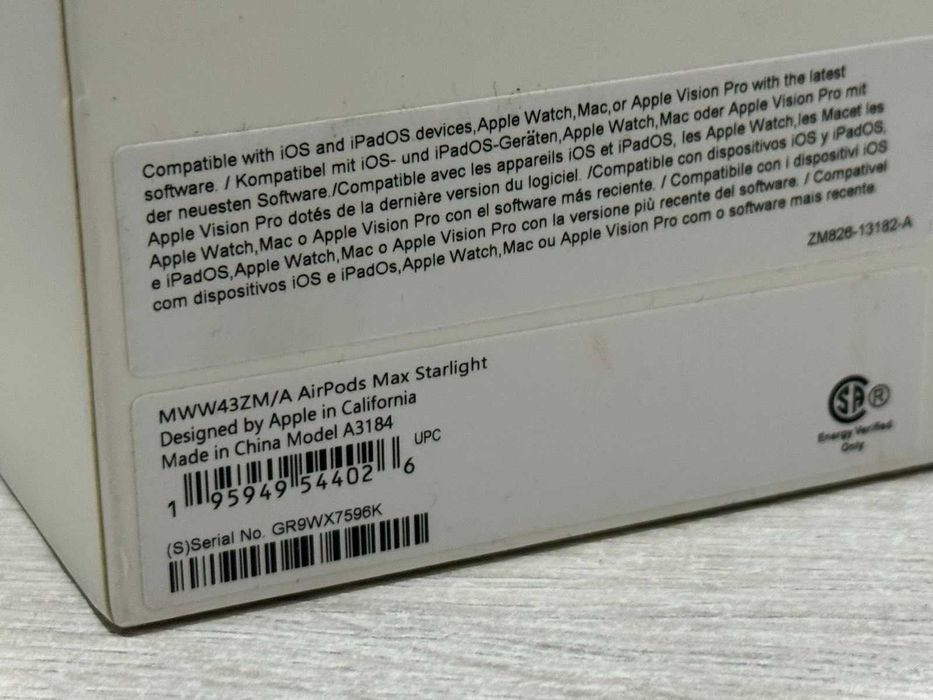 Compatible with iOS and iPadOS devices,Apple Watch,Mac,or Apple Vision Pro with the latest
software. / Kompatibel mit iOS- und iPadOS-Geräten,Apple Watch,Mac oder Apple Vision Pro mit
der neuesten Software./Compatible avec les appareils iOS et iPadOS, les Apple Watch,les Macet les
Apple Vision Pro dotés de la dernière version du logiciel. /Compatible con dispositivos iOS y iPadOS,
Apple Watch,Mac o Apple Vision Pro con el software más reciente. / Compatibile con i dispositivi iOS
e iPadOS,Apple Watch,Mac o Apple Vision Pro con la versione più recente del software. / Compatível
com dispositivos iOS e iPadOs,Apple Watch,Mac ou Apple Vision Pro com o software mais recente.
ZM826-13182-A
MWW43ZM/A AirPods Max Starlight
Designed by Apple in California
Made in China Model A3184
UPC
1 95949 54402 6
(S)Serial No. GR9WX7596K
SA ®
Energy Verified
Only